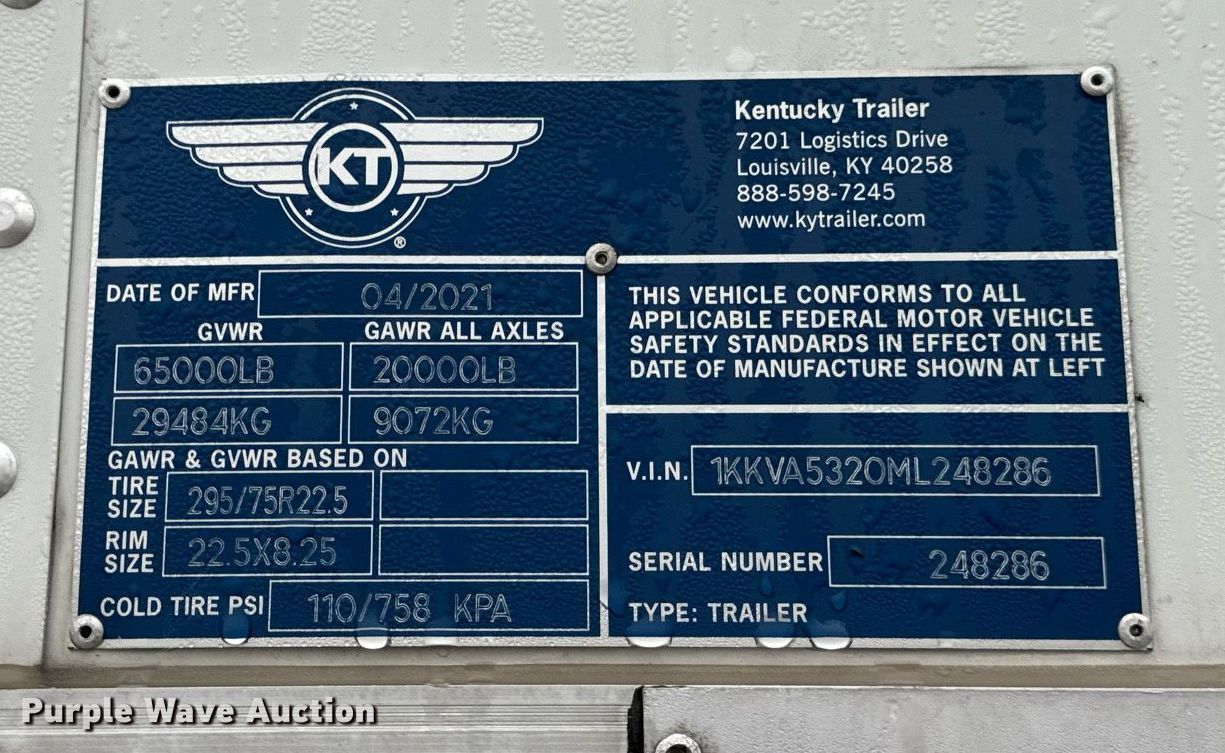 KT
®
Kentucky Trailer
7201 Logistics Drive
Louisville, KY 40258
888-598-7245
www.kytrailer.com
DATE OF MFR 04/2021
GVWR GAWR ALL AXLES
65000LB 20000LB
29484KG 9072KG
GAWR & GVWR BASED ON
TIRE SIZE 295/75R22.5
RIM SIZE 22.5X8.25
COLD TIRE PSI 110/758 KPA
THIS VEHICLE CONFORMS TO ALL
APPLICABLE FEDERAL MOTOR VEHICLE
SAFETY STANDARDS IN EFFECT ON THE
DATE OF MANUFACTURE SHOWN AT LEFT
V.I.N. 1KKVA5320ML248286
SERIAL NUMBER 248286
TYPE: TRAILER
Purple Wave Auction